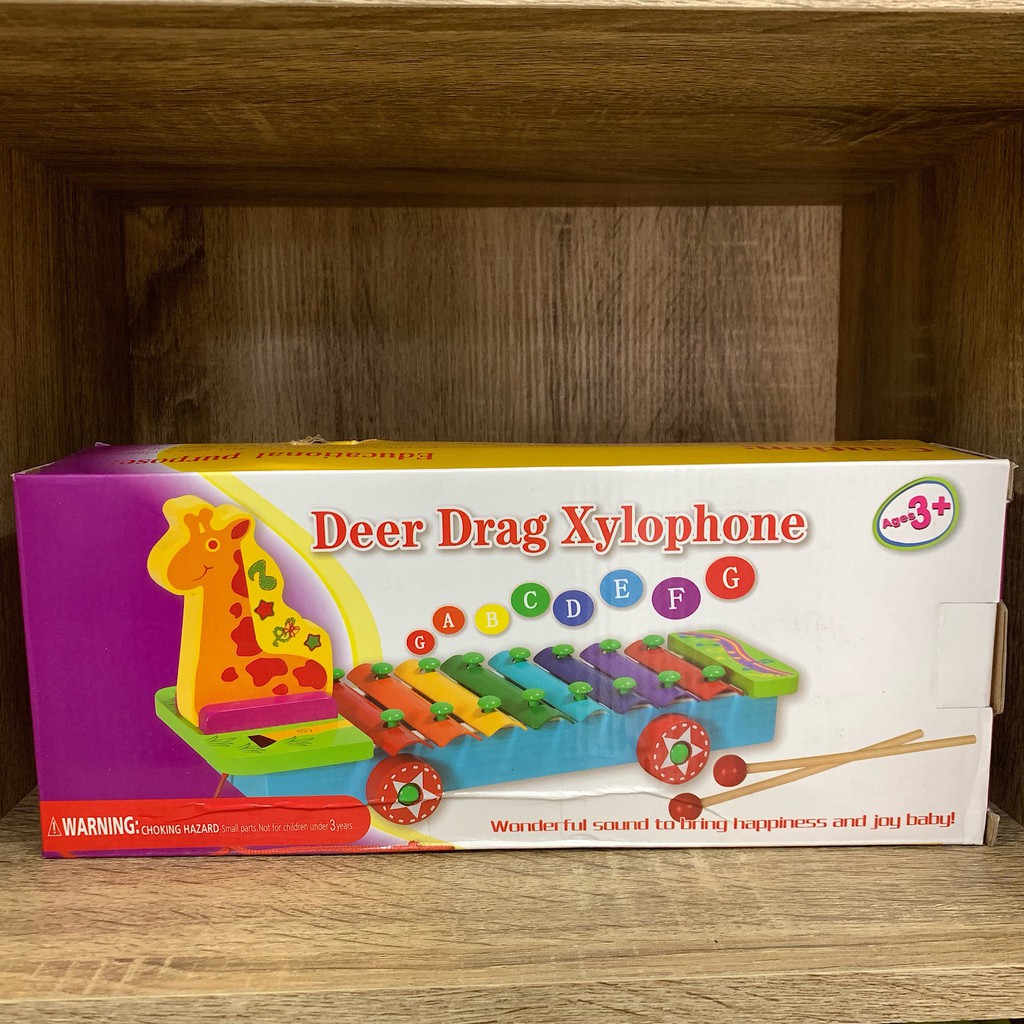 Educational purpose:
Caution:
Deer Drag Xylophone
Ages 3+
G A B C D E F G
WARNING: CHOKING HAZARD-Small parts. Not for children under 3 years.
Wonderful sound to bring happiness and joy baby!